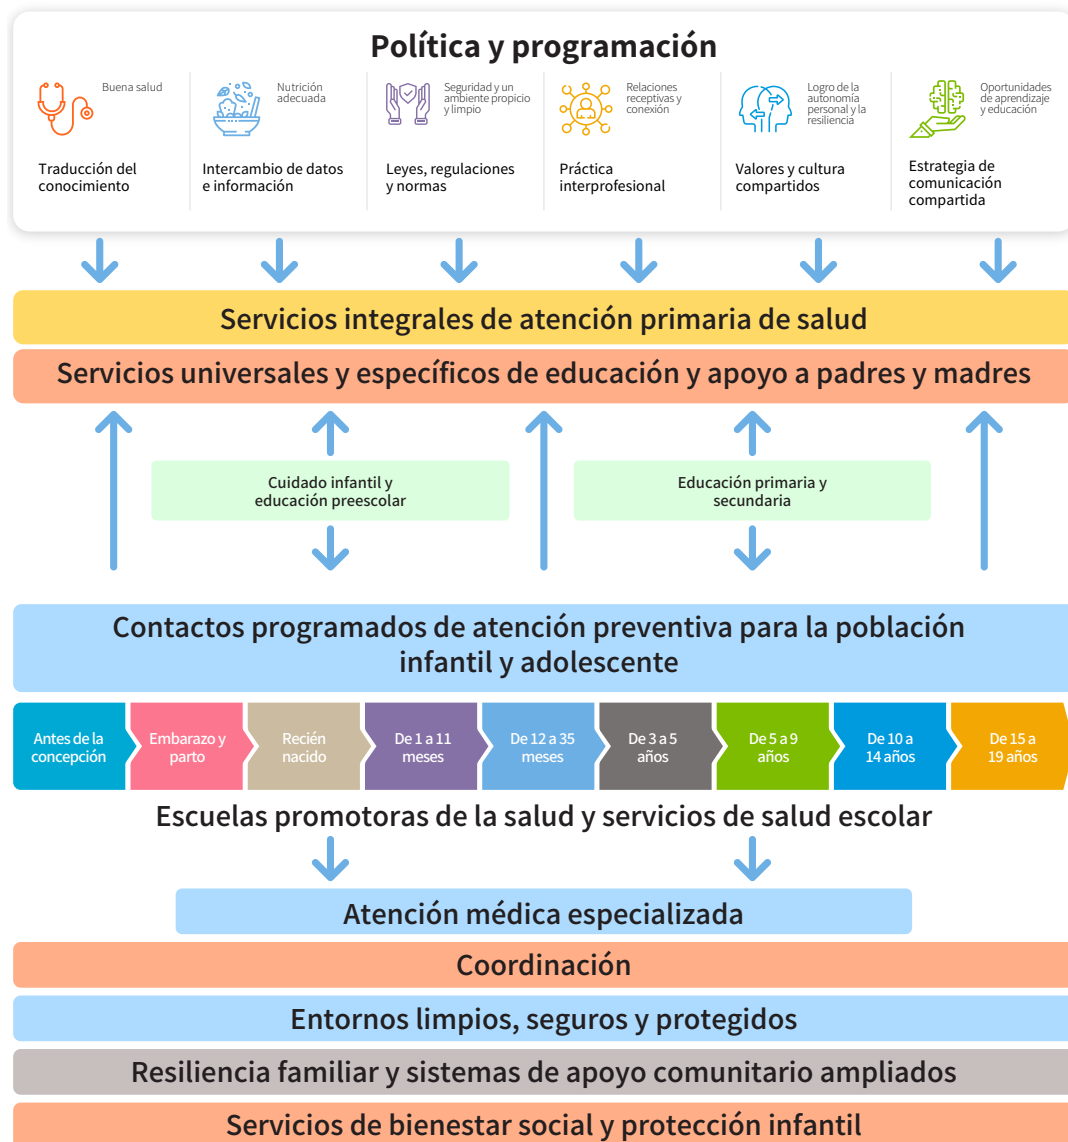 Política y programación
Buena salud
Traducción del
conocimiento
Nutrición
adecuada
Intercambio de datos
e información
Seguridad y un
ambiente propicio
y limpio
Leyes, regulaciones
y normas
Relaciones
receptivas y
conexión
Práctica
interprofesional
Logro de la
autonomía
personal y la
resiliencia
Valores y cultura
compartidos
Oportunidades
de aprendizaje
y educación
Estrategia de
comunicación
compartida
Servicios integrales de atención primaria de salud
Servicios universales y específicos de educación y apoyo a padres y madres
Cuidado infantil y
educación preescolar
Educación primaria y
secundaria
Contactos programados de atención preventiva para la población
infantil y adolescente
Antes de la
concepción
Embarazo y
parto
Recién
nacido
De 1 a 11
meses
De 12 a 35
meses
De 3 a 5
años
De 5 a 9
años
De 10 a
14 años
De 15 a
19 años
Escuelas promotoras de la salud y servicios de salud escolar
Atención médica especializada
Coordinación
Entornos limpios, seguros y protegidos
Resiliencia familiar y sistemas de apoyo comunitario ampliados
Servicios de bienestar social y protección infantil